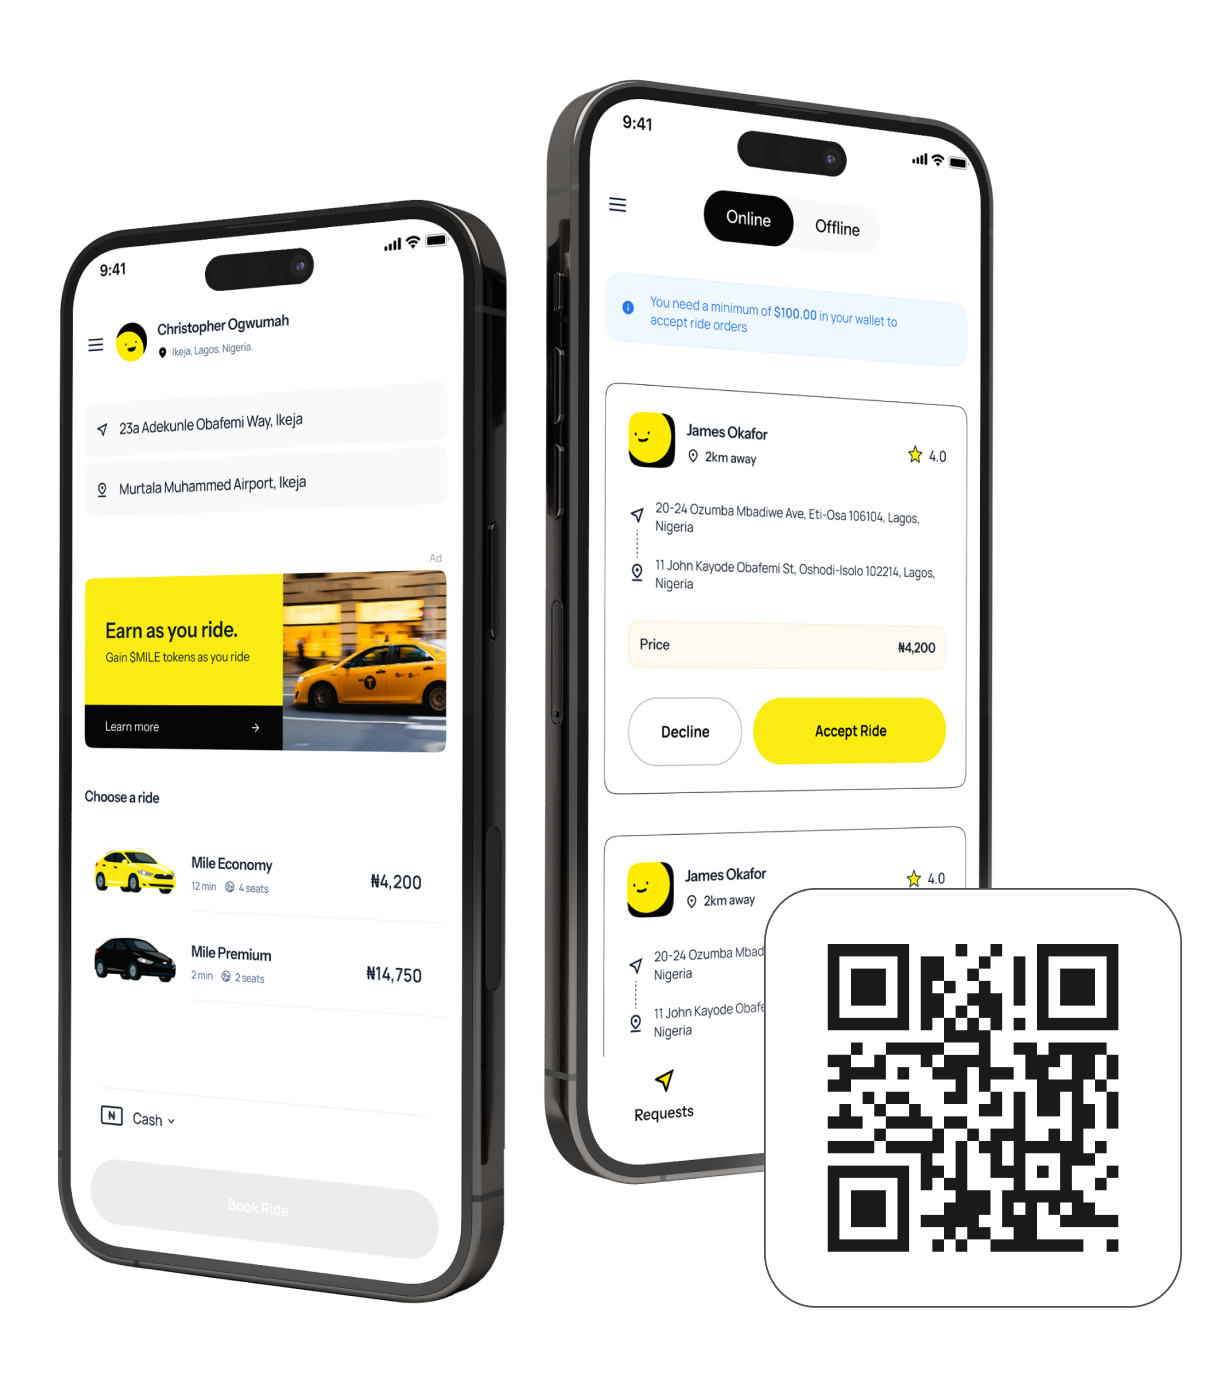 9:41
Christopher Ogwumah
Ikeja, Lagos, Nigeria.
23a Adekunle Obafemi Way, Ikeja
Murtala Muhammed Airport, Ikeja
Ad
Earn as you ride.
Gain $MILE tokens as you ride
Learn more
T
Choose a ride
Mile Economy
12 min 4 seats
₦4,200
Mile Premium
2 min 2 seats
₦14,750
₦ Cash
Book Ride
9:41
Online Offline
You need a minimum of $100.00 in your wallet to
accept ride orders
James Okafor
2km away
4.0
20-24 Ozumba Mbadiwe Ave, Eti-Osa 106104, Lagos,
Nigeria
11 John Kayode Obafemi St, Oshodi-Isolo 102214, Lagos,
Nigeria
Price ₦4,200
Decline Accept Ride
James Okafor
2km away
4.0
20-24 Ozumba Mbad
Nigeria
11 John Kayode Obafe
Nigeria
Requests